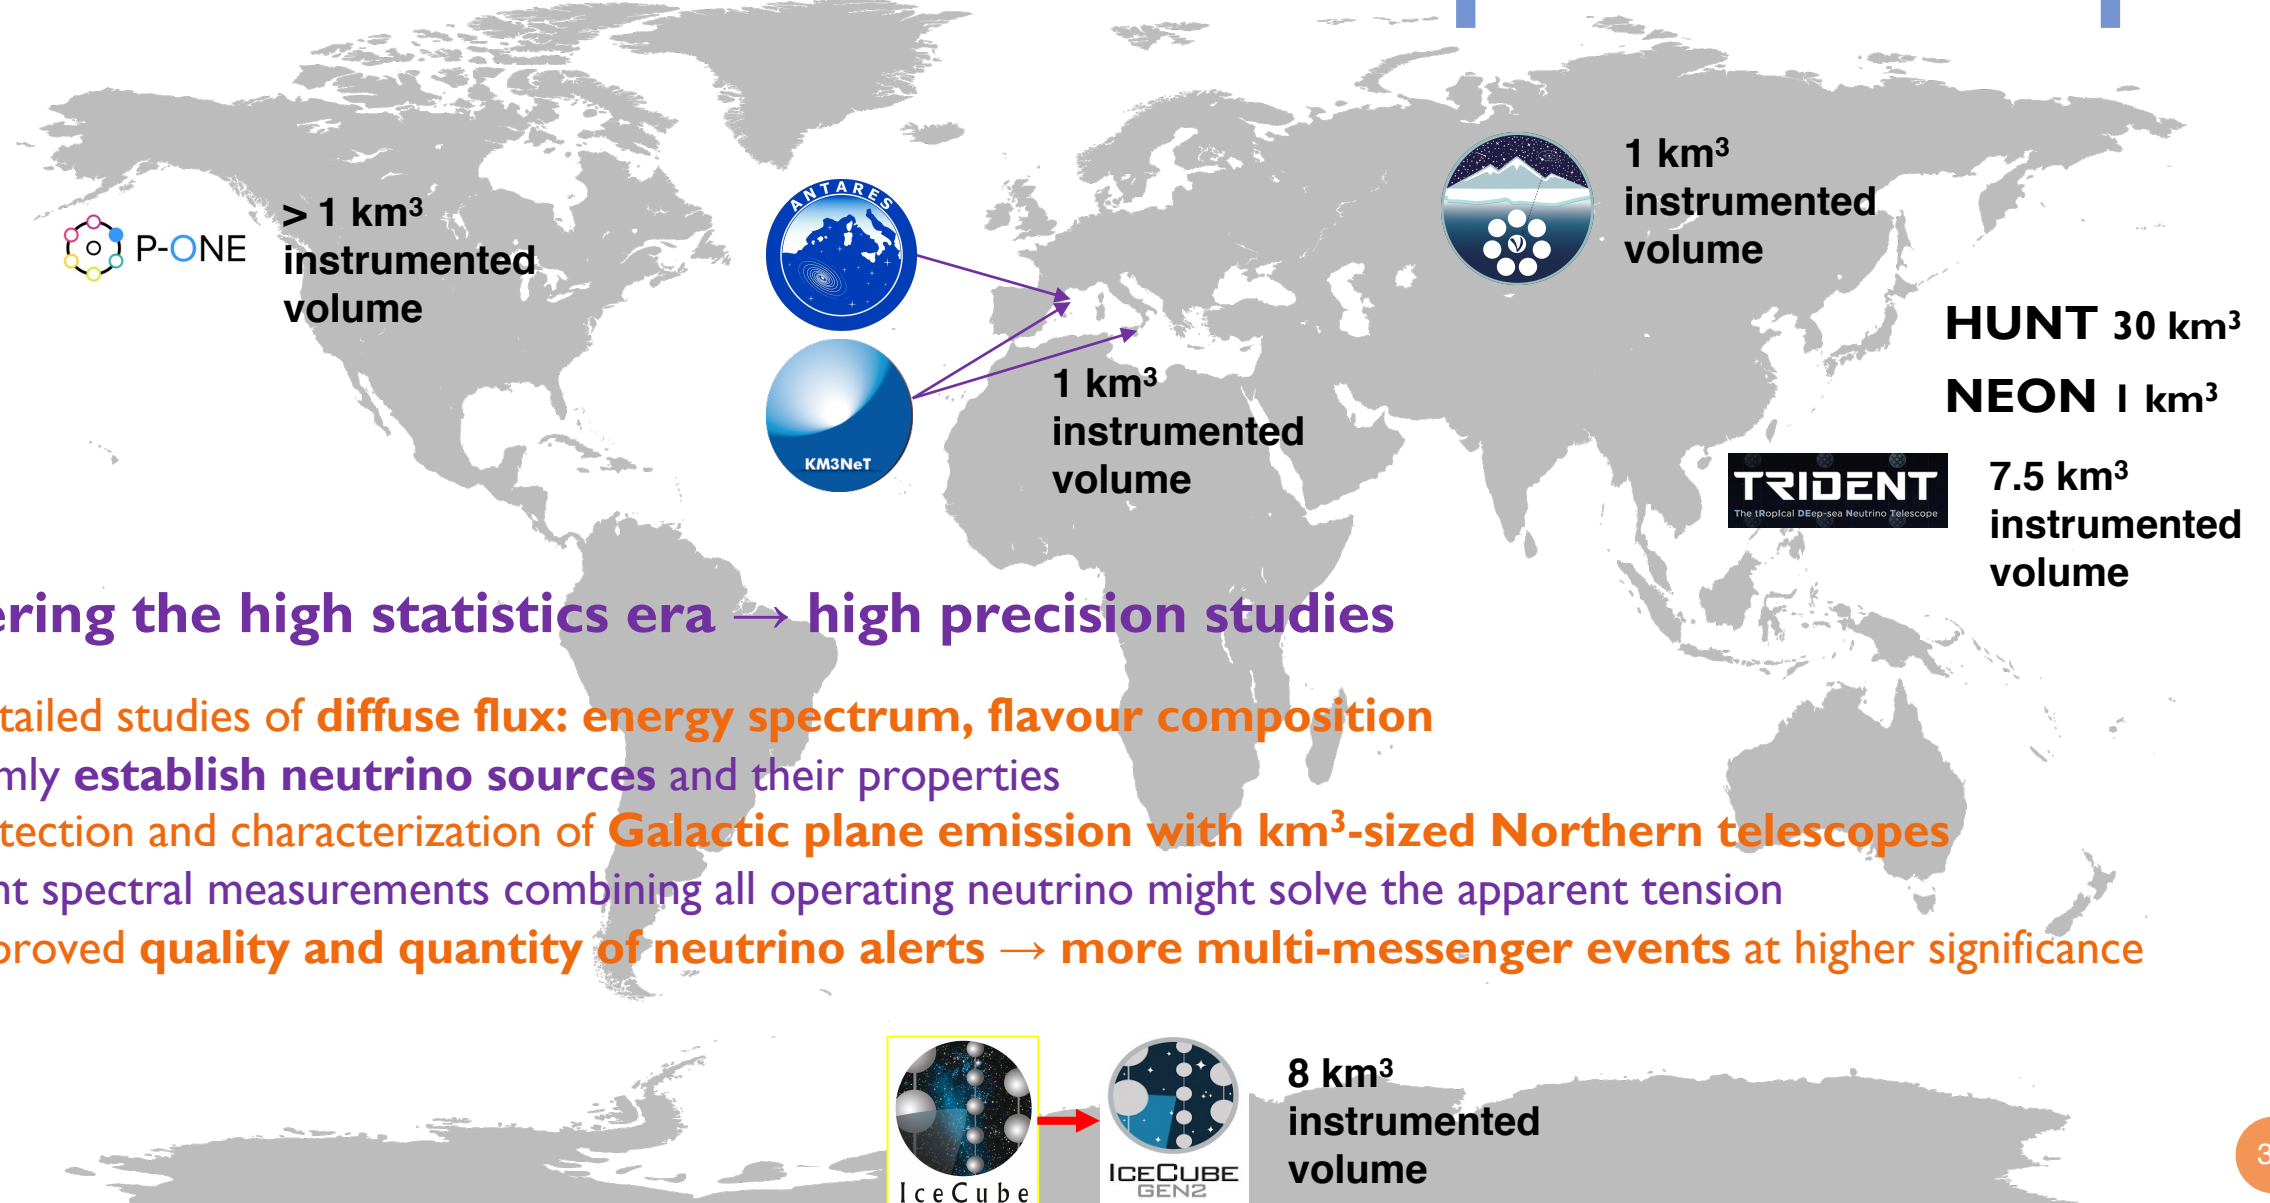 1 km³
instrumented
volume
> 1 km³
instrumented
volume
P-ONE
ANTARES
HUNT 30 km³
NEON 1 km³
1 km³
instrumented
volume
KM3NeT
TRIDENT
The tRopIcal DEep-sea Neutrino Telescope
7.5 km³
instrumented
volume
ering the high statistics era → high precision studies
tailed studies of diffuse flux: energy spectrum, flavour composition
mly establish neutrino sources and their properties
tection and characterization of Galactic plane emission with km³-sized Northern telescopes
nt spectral measurements combining all operating neutrino might solve the apparent tension
proved quality and quantity of neutrino alerts → more multi-messenger events at higher significance
IceCube
ICECUBE
GEN2
8 km³
instrumented
volume
3